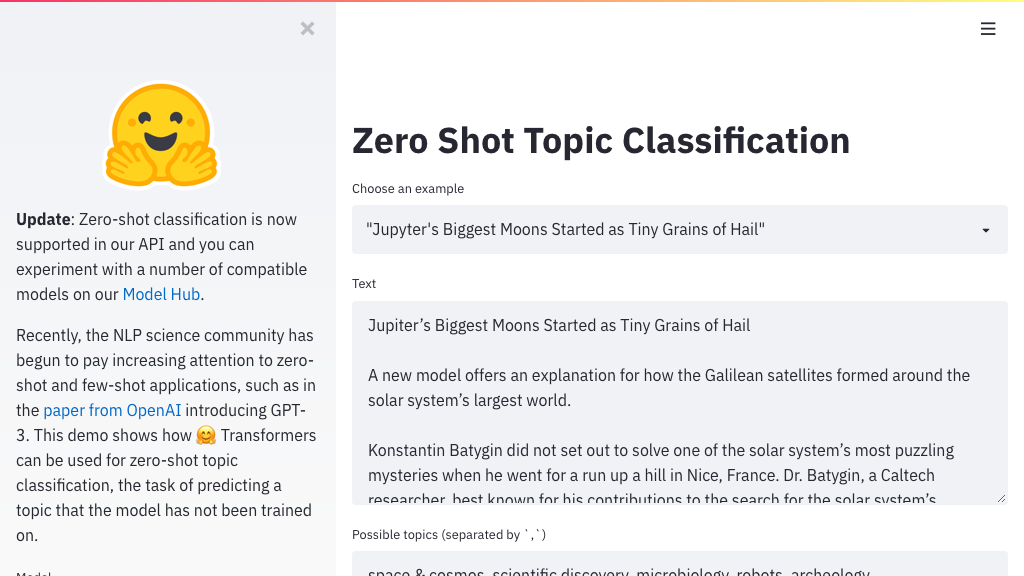 Update: Zero-shot classification is now
supported in our API and you can
experiment with a number of compatible
models on our Model Hub.
Recently, the NLP science community has
begun to pay increasing attention to zero-
shot and few-shot applications, such as in
the paper from OpenAI introducing GPT-
3. This demo shows how 🤗 Transformers
can be used for zero-shot topic
classification, the task of predicting a
topic that the model has not been trained
on.
Model
Zero Shot Topic Classification
Choose an example
"Jupyter's Biggest Moons Started as Tiny Grains of Hail"
Text
Jupiter’s Biggest Moons Started as Tiny Grains of Hail
A new model offers an explanation for how the Galilean satellites formed around the
solar system’s largest world.
Konstantin Batygin did not set out to solve one of the solar system’s most puzzling
mysteries when he went for a run up a hill in Nice, France. Dr. Batygin, a Caltech
researcher, best known for his contributions to the search for the solar system’s
Possible topics (separated by `,`)
space & cosmos, scientific discovery, microbiology, robots, archeology